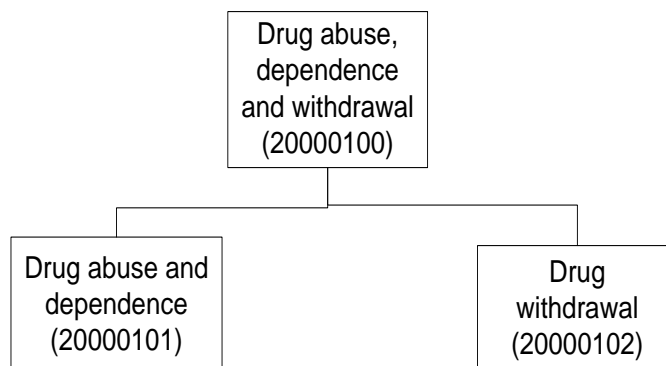 Drug abuse,
dependence
and withdrawal
(20000100)
Drug abuse and
dependence
(20000101)
Drug
withdrawal
(20000102)